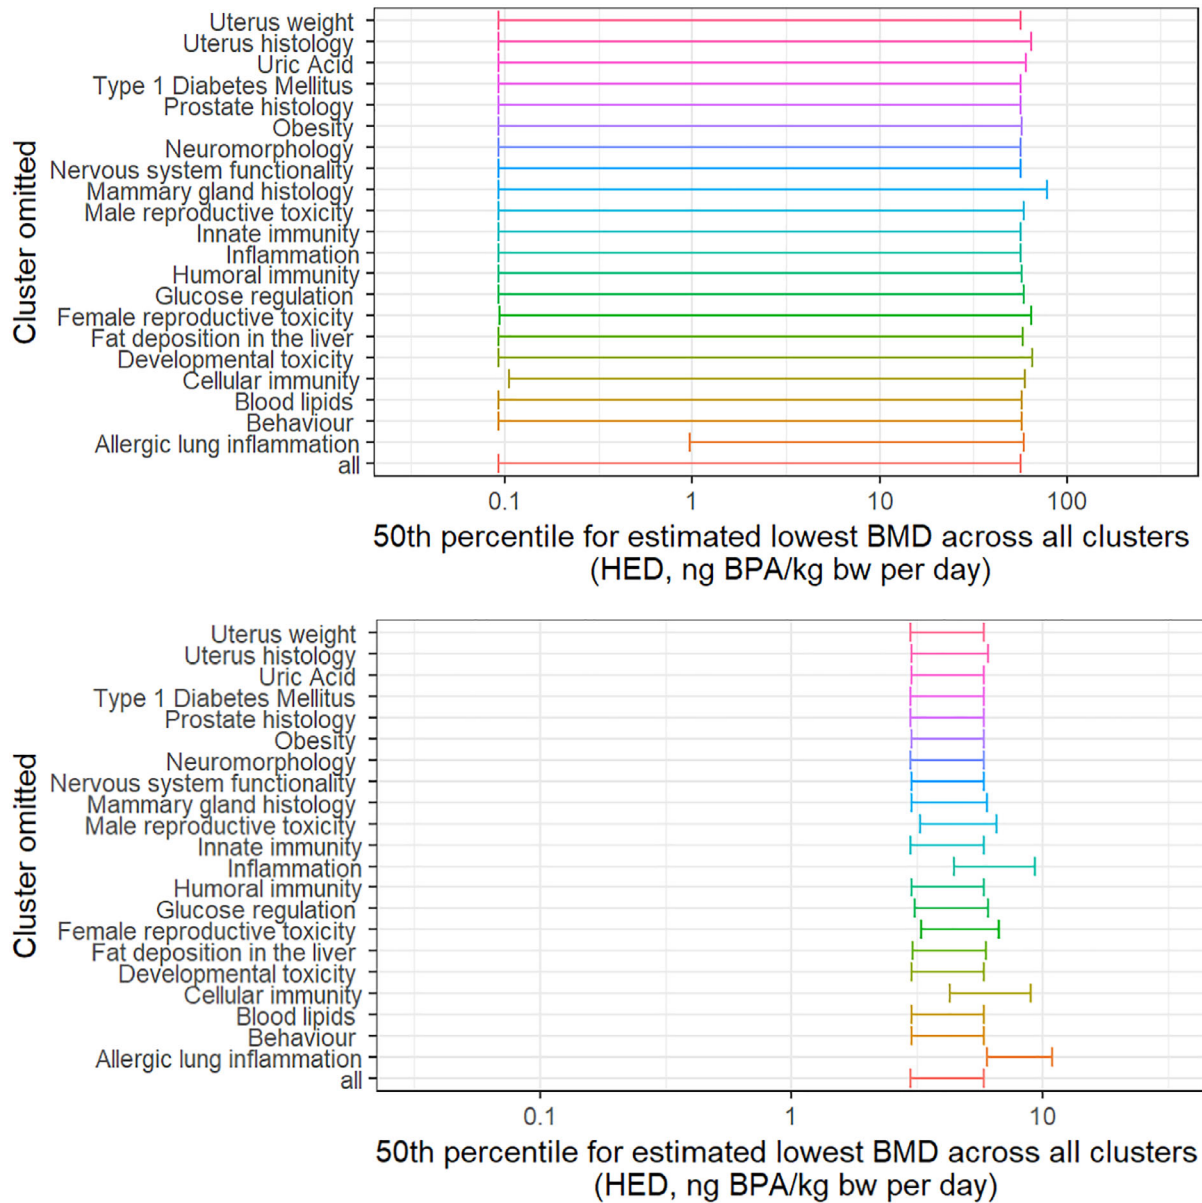 Cluster omitted
Uterus weight
Uterus histology
Uric Acid
Type 1 Diabetes Mellitus
Prostate histology
Obesity
Neuromorphology
Nervous system functionality
Mammary gland histology
Male reproductive toxicity
Innate immunity
Inflammation
Humoral immunity
Glucose regulation
Female reproductive toxicity
Fat deposition in the liver
Developmental toxicity
Cellular immunity
Blood lipids
Behaviour
Allergic lung inflammation
all
0.1 1 10 100
50th percentile for estimated lowest BMD across all clusters
(HED, ng BPA/kg bw per day)
Cluster omitted
Uterus weight
Uterus histology
Uric Acid
Type 1 Diabetes Mellitus
Prostate histology
Obesity
Neuromorphology
Nervous system functionality
Mammary gland histology
Male reproductive toxicity
Innate immunity
Inflammation
Humoral immunity
Glucose regulation
Female reproductive toxicity
Fat deposition in the liver
Developmental toxicity
Cellular immunity
Blood lipids
Behaviour
Allergic lung inflammation
all
0.1 1 10
50th percentile for estimated lowest BMD across all clusters
(HED, ng BPA/kg bw per day)